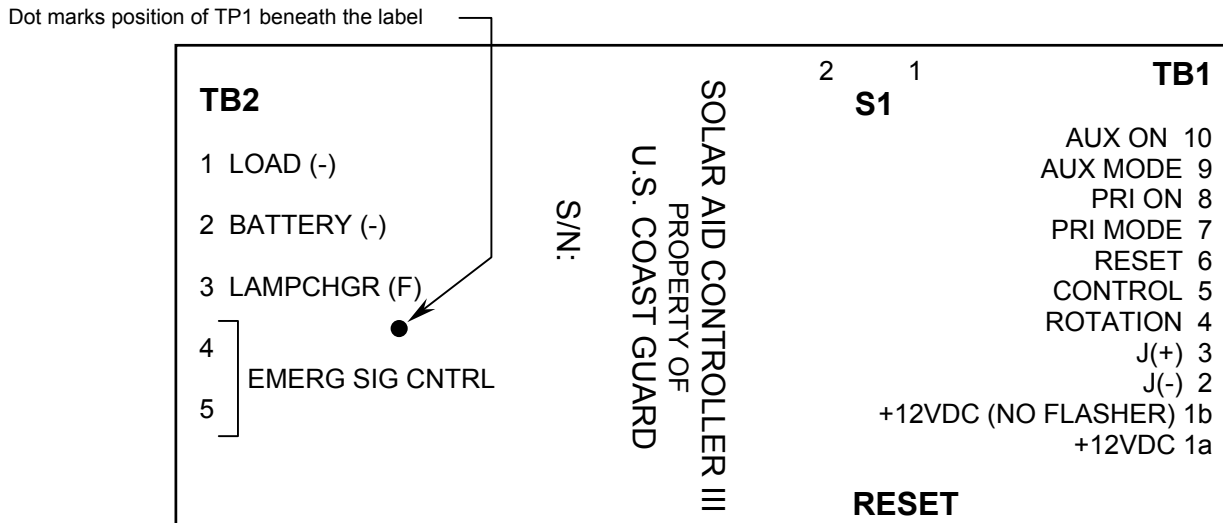 Dot marks position of TP1 beneath the label
TB2
1 LOAD (-)
2 BATTERY (-)
3 LAMPCHGR (F)
4
5
EMERG SIG CNTRL
S/N:
U.S. COAST GUARD
PROPERTY OF
SOLAR AID CONTROLLER III
2 1
S1
TB1
AUX ON 10
AUX MODE 9
PRI ON 8
PRI MODE 7
RESET 6
CONTROL 5
ROTATION 4
J(+) 3
J(-) 2
+12VDC (NO FLASHER) 1b
+12VDC 1a
RESET